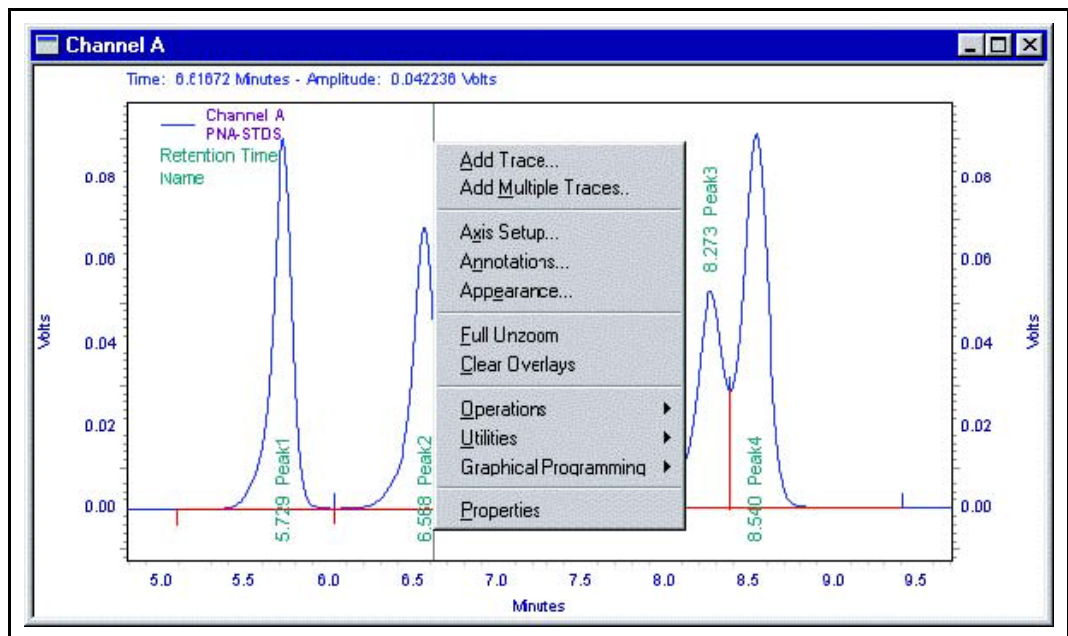 Channel A
Time: 6.61672 Minutes - Amplitude: 0.042236 Volts
Channel A
PNA-STDS
Retention Time
Name
Add Trace...
Add Multiple Traces..
Axis Setup...
Annotations...
Appearance...
Full Unzoom
Clear Overlays
Operations
Utilities
Graphical Programming
Properties
5.729 Peak1
6.568 Peak2
8.273 Peak3
8.540 Peak4
Volts
0.08
0.06
0.04
0.02
0.00
0.08
0.06
0.04
0.02
0.00
Volts
5.0 5.5 6.0 6.5 7.0 7.5 8.0 8.5 9.0 9.5
Minutes